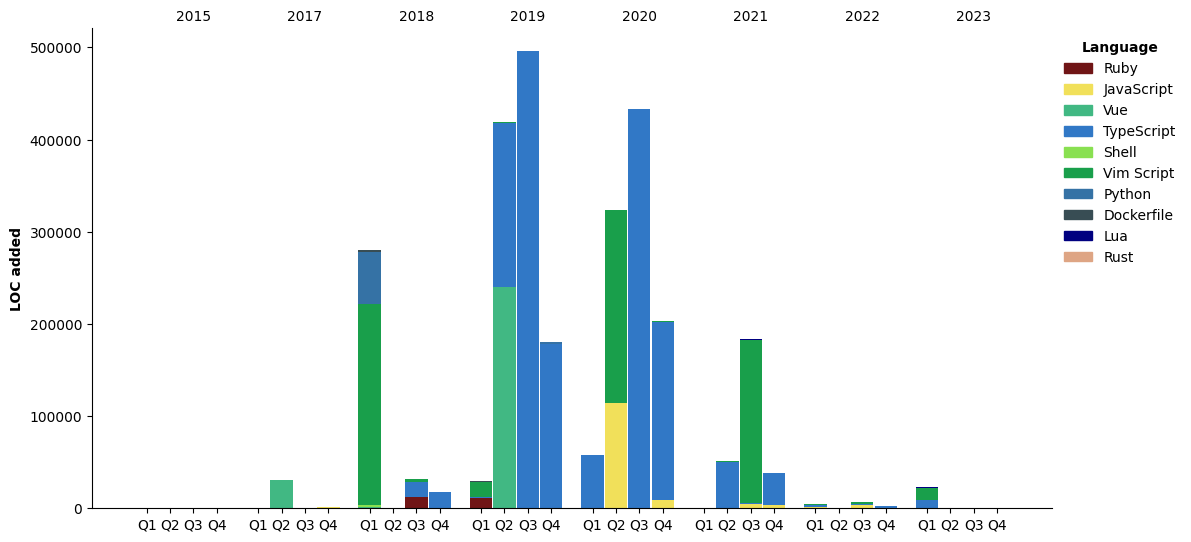 2015 2017 2018 2019 2020 2021 2022 2023
LOC added
500000
400000
300000
200000
100000
0
Q1 Q2 Q3 Q4 Q1 Q2 Q3 Q4 Q1 Q2 Q3 Q4 Q1 Q2 Q3 Q4 Q1 Q2 Q3 Q4 Q1 Q2 Q3 Q4 Q1 Q2 Q3 Q4 Q1 Q2 Q3 Q4
Language
Ruby
JavaScript
Vue
TypeScript
Shell
Vim Script
Python
Dockerfile
Lua
Rust